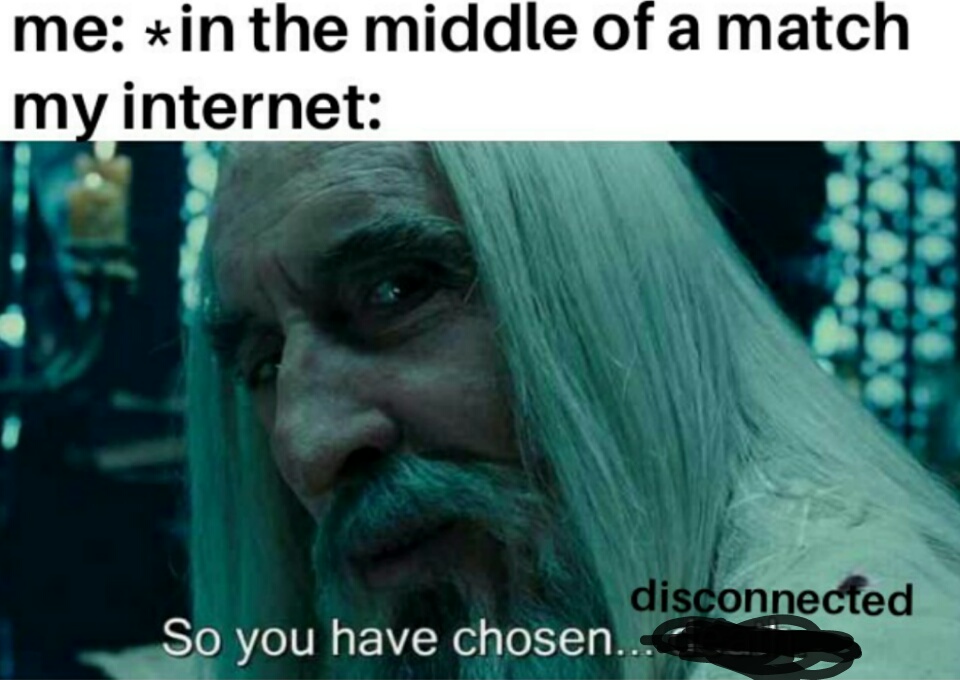 me: *in the middle of a match
my internet:
disconnected
So you have chosen...